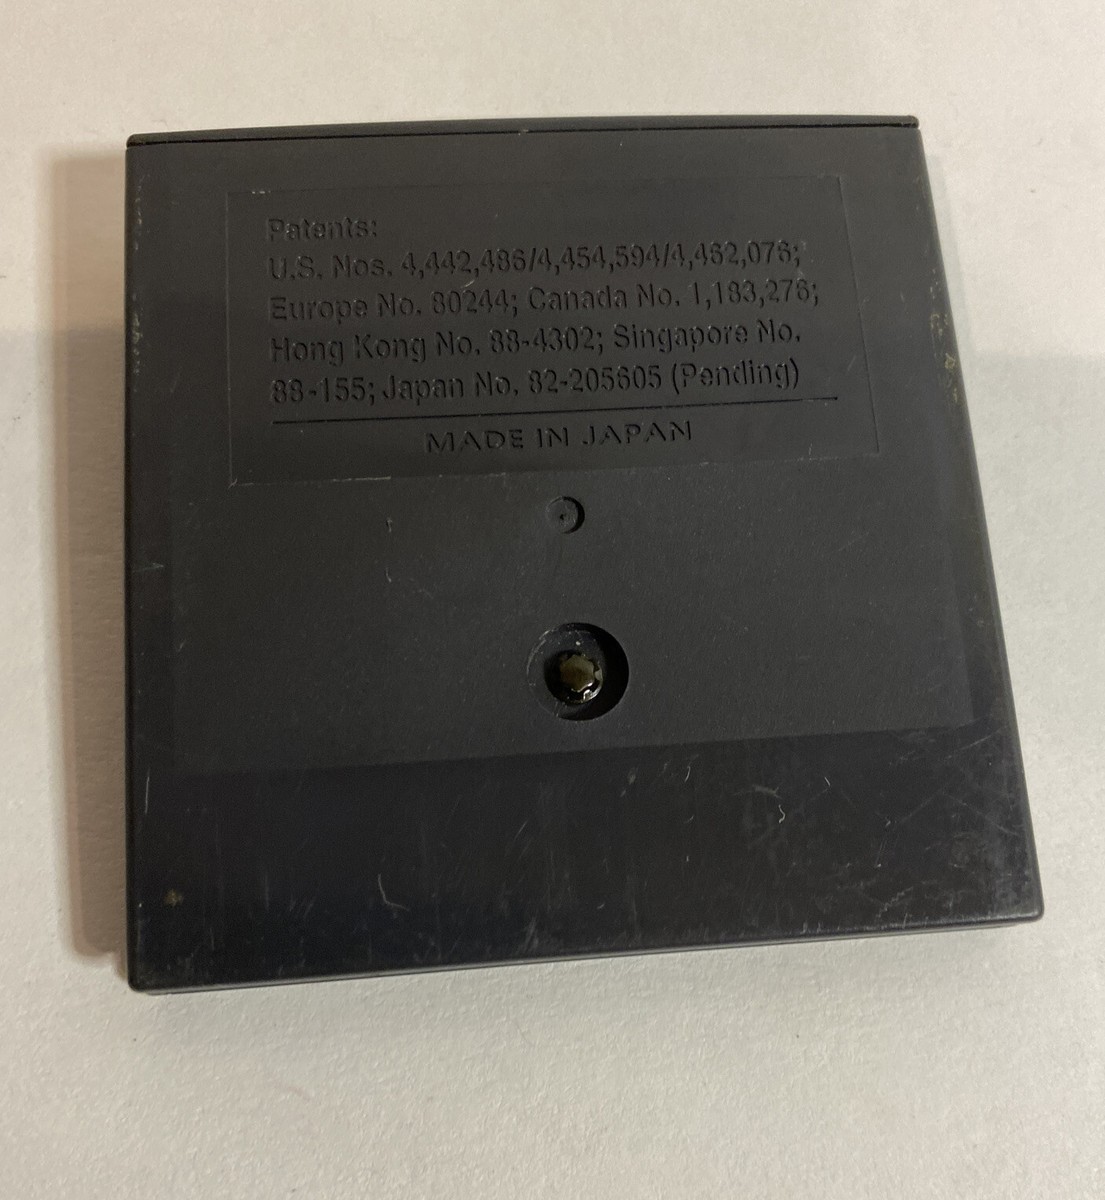 Patents:
U.S. Nos. 4,442,486/4,454,594/4,462,076;
Europe No. 80244; Canada No. 1,183,276;
Hong Kong No. 88-4302; Singapore No.
88-155; Japan No. 82-205605 (Pending)
MADE IN JAPAN